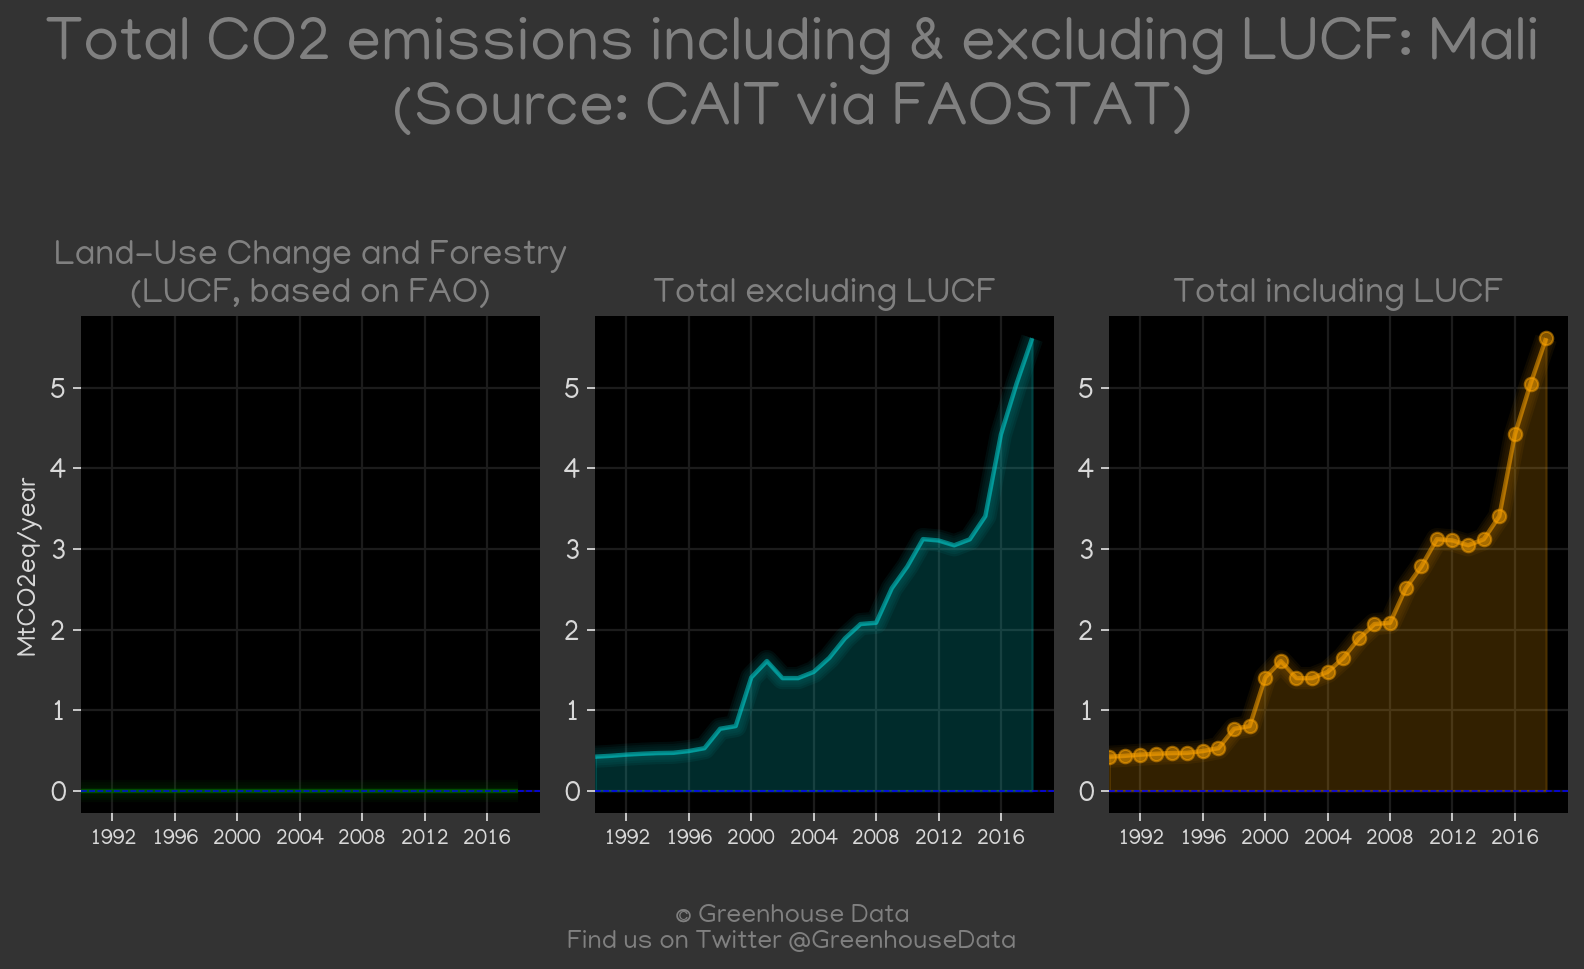 Total CO2 emissions including & excluding LUCF: Mali
(Source: CAIT via FAOSTAT)
Land-Use Change and Forestry
(LUCF, based on FAO)
Total excluding LUCF
Total including LUCF
MtCO2eq/year
5
4
3
2
1
0
1992 1996 2000 2004 2008 2012 2016
5
4
3
2
1
0
1992 1996 2000 2004 2008 2012 2016
5
4
3
2
1
0
1992 1996 2000 2004 2008 2012 2016
© Greenhouse Data
Find us on Twitter @GreenhouseData